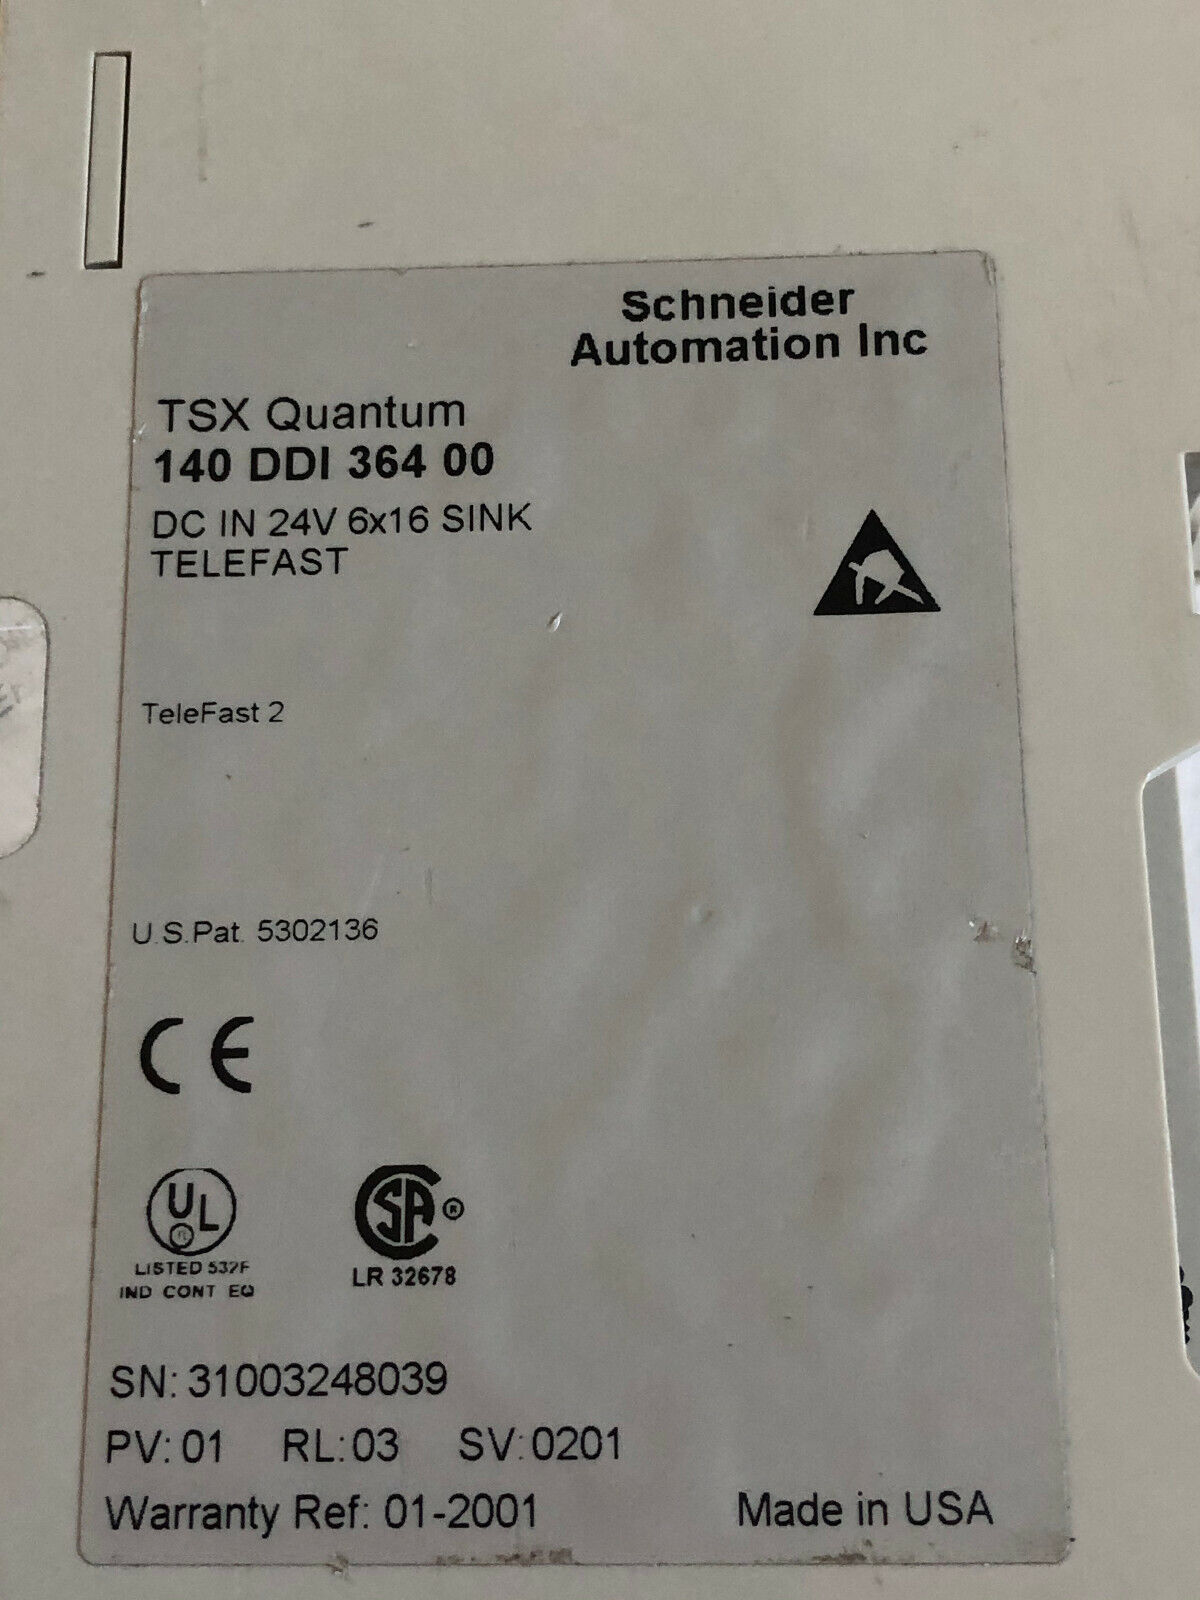 Schneider
Automation Inc
TSX Quantum
140 DDI 364 00
DC IN 24V 6x16 SINK
TELEFAST
TeleFast 2
U.S.Pat. 5302136
CE
UL
LISTED 532F
IND CONT EQ
SA ®
LR 32678
SN: 31003248039
PV: 01 RL: 03 SV: 0201
Warranty Ref: 01-2001 Made in USA